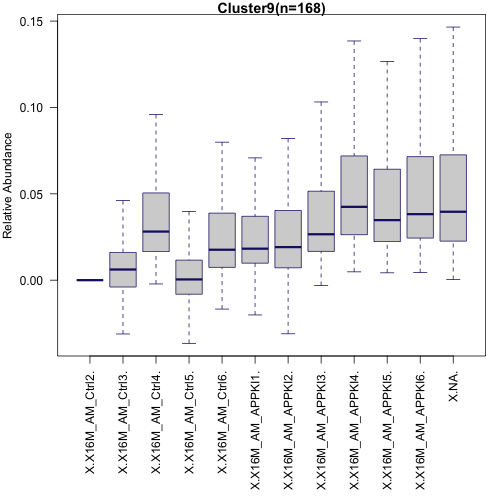 Cluster9(n=168)
Relative Abundance
0.15
0.10
0.05
0.00
X.X16M_AM_Ctrl2.
X.X16M_AM_Ctrl3.
X.X16M_AM_Ctrl4.
X.X16M_AM_Ctrl5.
X.X16M_AM_Ctrl6.
X.X16M_AM_APPKI1.
X.X16M_AM_APPKI2.
X.X16M_AM_APPKI3.
X.X16M_AM_APPKI4.
X.X16M_AM_APPKI5.
X.X16M_AM_APPKI6.
X.NA.